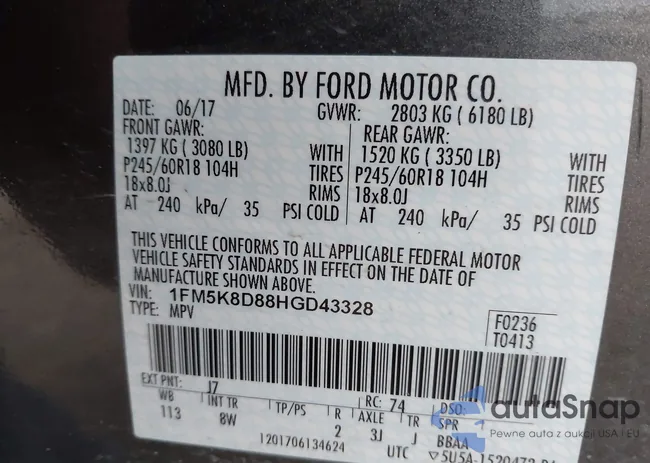 MFD. BY FORD MOTOR CO.
DATE: 06/17 GVWR: 2803 KG ( 6180 LB)
FRONT GAWR: REAR GAWR:
1397 KG ( 3080 LB) WITH 1520 KG ( 3350 LB) WITH
P245/60R18 104H TIRES P245/60R18 104H TIRES
18x8.0J RIMS 18x8.0J RIMS
AT 240 kPa/ 35 PSI COLD AT 240 kPa/ 35 PSI COLD
THIS VEHICLE CONFORMS TO ALL APPLICABLE FEDERAL MOTOR
VEHICLE SAFETY STANDARDS IN EFFECT ON THE DATE OF
MANUFACTURE SHOWN ABOVE.
VIN: 1FM5K8D88HGD43328
TYPE: MPV
F0236
T0413
EXT PNT: J7 RC: 74 DSO:
WB INT TR TP/PS R AXLE TR SPR
113 8W 2 3J J BBAA
1201706134624 UTC
autaSnap
Pewne auto z aukcji USA i EU